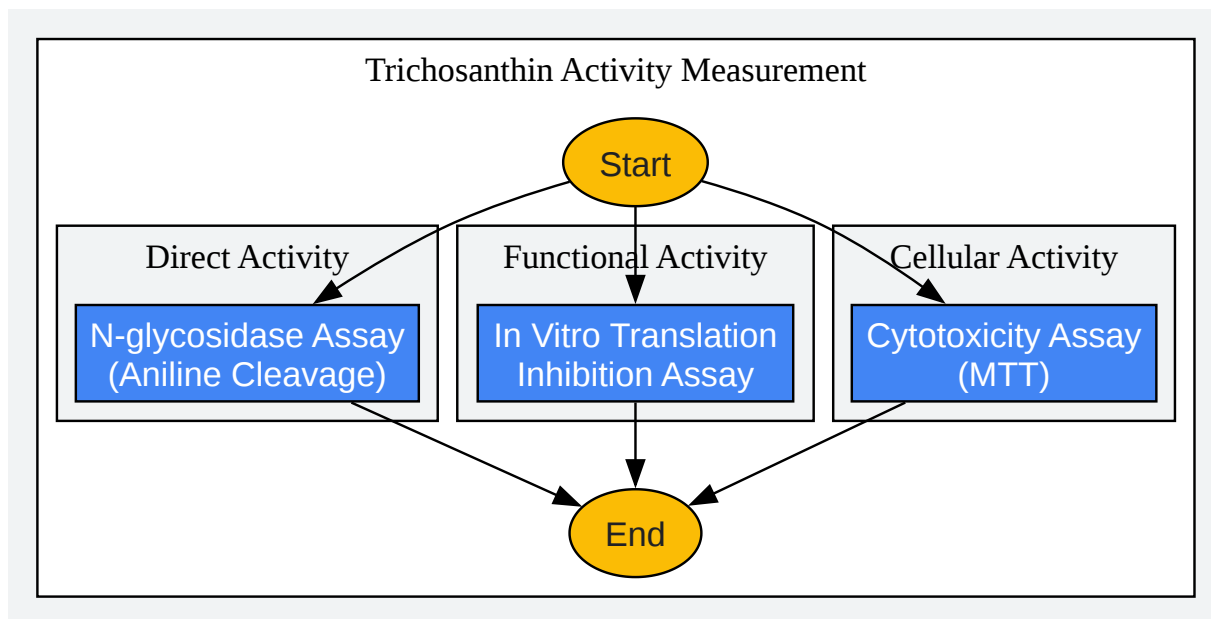 Trichosanthin Activity Measurement
Start
Direct Activity
Functional Activity
Cellular Activity
N-glycosidase Assay
(Aniline Cleavage)
In Vitro Translation
Inhibition Assay
Cytotoxicity Assay
(MTT)
End